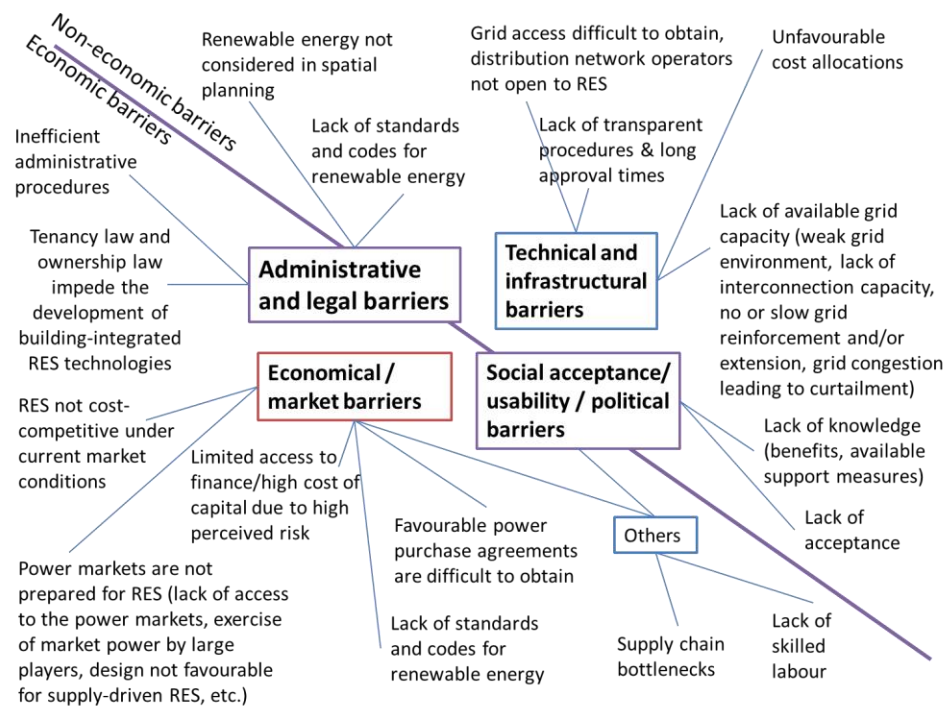 Non-economic barriers
Economic barriers
Renewable energy not
considered in spatial
planning
Grid access difficult to obtain,
distribution network operators
not open to RES
Unfavourable
cost allocations
Inefficient
administrative
procedures
Lack of standards
and codes for
renewable energy
Lack of transparent
procedures & long
approval times
Tenancy law and
ownership law
impede the
development of
building-integrated
RES technologies
Administrative
and legal barriers
Technical and
infrastructural
barriers
Lack of available grid
capacity (weak grid
environment, lack of
interconnection capacity,
no or slow grid
reinforcement and/or
extension, grid congestion
leading to curtailment)
Economical /
market barriers
Social acceptance/
usability / political
barriers
RES not cost-
competitive under
current market
conditions
Limited access to
finance/high cost of
capital due to high
perceived risk
Lack of knowledge
(benefits, available
support measures)
Favourable power
purchase agreements
are difficult to obtain
Others
Lack of
acceptance
Power markets are not
prepared for RES (lack of access
to the power markets, exercise
of market power by large
players, design not favourable
for supply-driven RES, etc.)
Lack of standards
and codes for
renewable energy
Supply chain
bottlenecks
Lack of
skilled
labour